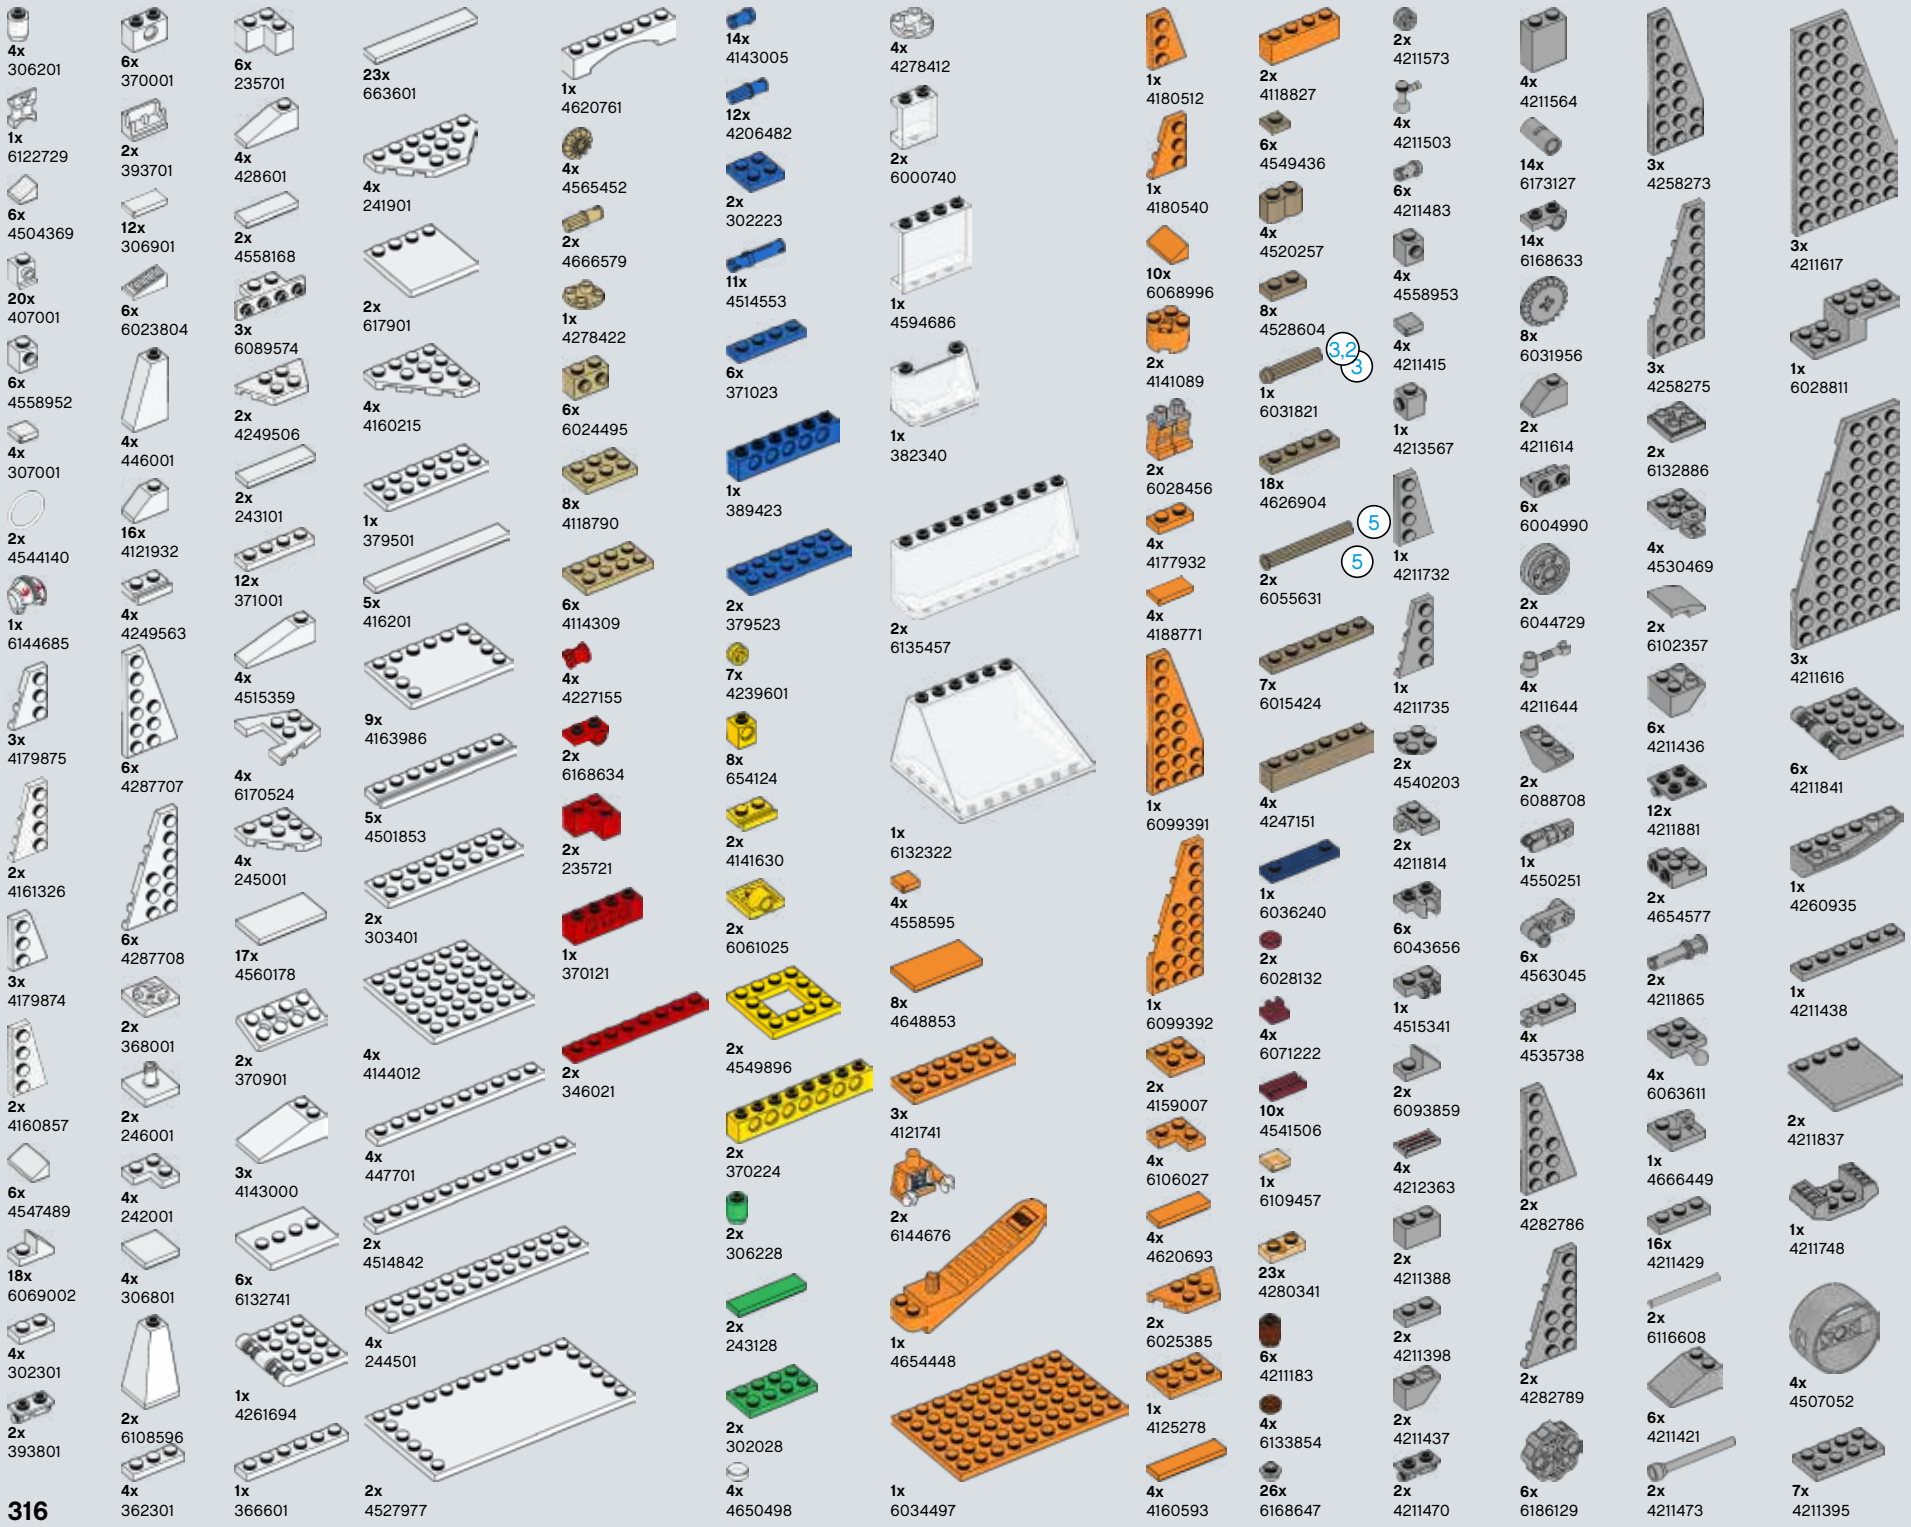 4x
306201
1x
6122729
6x
4504369
20x
407001
6x
4558952
4x
307001
2x
4544140
1x
6144685
3x
4179875
2x
4161326
3x
4179874
2x
4160857
6x
4547489
18x
6069002
4x
302301
2x
393801
316
6x
370001
2x
393701
12x
306901
6x
6023804
4x
446001
16x
4121932
4x
4249563
6x
4287707
6x
4287708
2x
368001
2x
246001
4x
242001
4x
306801
2x
6108596
4x
362301
6x
235701
4x
428601
2x
4558168
3x
6089574
2x
4249506
2x
243101
12x
371001
4x
4515359
4x
6170524
4x
245001
17x
4560178
2x
370901
3x
4143000
6x
6132741
1x
4261694
1x
366601
23x
663601
4x
241901
2x
617901
4x
4160215
1x
379501
5x
416201
9x
4163986
5x
4501853
2x
303401
4x
4144012
4x
447701
2x
4514842
4x
244501
2x
4527977
1x
4620761
4x
4565452
2x
4666579
1x
4278422
6x
6024495
8x
4118790
6x
4114309
4x
4227155
2x
6168634
2x
235721
1x
370121
2x
346021
14x
4143005
12x
4206482
2x
302223
11x
4514553
6x
371023
1x
389423
2x
379523
7x
4239601
8x
654124
2x
4141630
2x
6061025
2x
4549896
2x
370224
2x
306228
2x
243128
2x
302028
4x
4650498
4x
4278412
2x
6000740
1x
4594686
1x
382340
2x
6135457
1x
6132322
4x
4558595
8x
4648853
3x
4121741
2x
6144676
1x
4654448
1x
6034497
1x
4180512
1x
4180540
10x
6068996
2x
4141089
2x
6028456
4x
4177932
4x
4188771
1x
6099391
1x
6099392
2x
4159007
4x
6106027
4x
4620693
2x
6025385
1x
4125278
4x
4160593
2x
4118827
6x
4549436
4x
4520257
8x
4528604
3,2
3
1x
6031821
18x
4626904
5
5
2x
6055631
7x
6015424
4x
4247151
1x
6036240
2x
6028132
4x
6071222
10x
4541506
1x
6109457
23x
4280341
6x
4211183
4x
6133854
26x
6168647
2x
4211573
4x
4211503
6x
4211483
4x
4558953
4x
4211415
1x
4213567
1x
4211732
1x
4211735
2x
4540203
2x
4211814
6x
6043656
1x
4515341
2x
6093859
4x
4212363
2x
4211388
2x
4211398
2x
4211437
2x
4211470
4x
4211564
14x
6173127
14x
6168633
8x
6031956
2x
4211614
6x
6004990
2x
6044729
4x
4211644
2x
6088708
1x
4550251
6x
4563045
4x
4535738
2x
4282786
2x
4282789
6x
6186129
3x
4258273
3x
4258275
2x
6132886
4x
4530469
2x
6102357
6x
4211436
12x
4211881
2x
4654577
2x
4211865
4x
6063611
1x
4666449
16x
4211429
2x
6116608
6x
4211421
2x
4211473
3x
4211617
1x
6028811
3x
4211616
6x
4211841
1x
4260935
1x
4211438
2x
4211837
1x
4211748
4x
4507052
7x
4211395